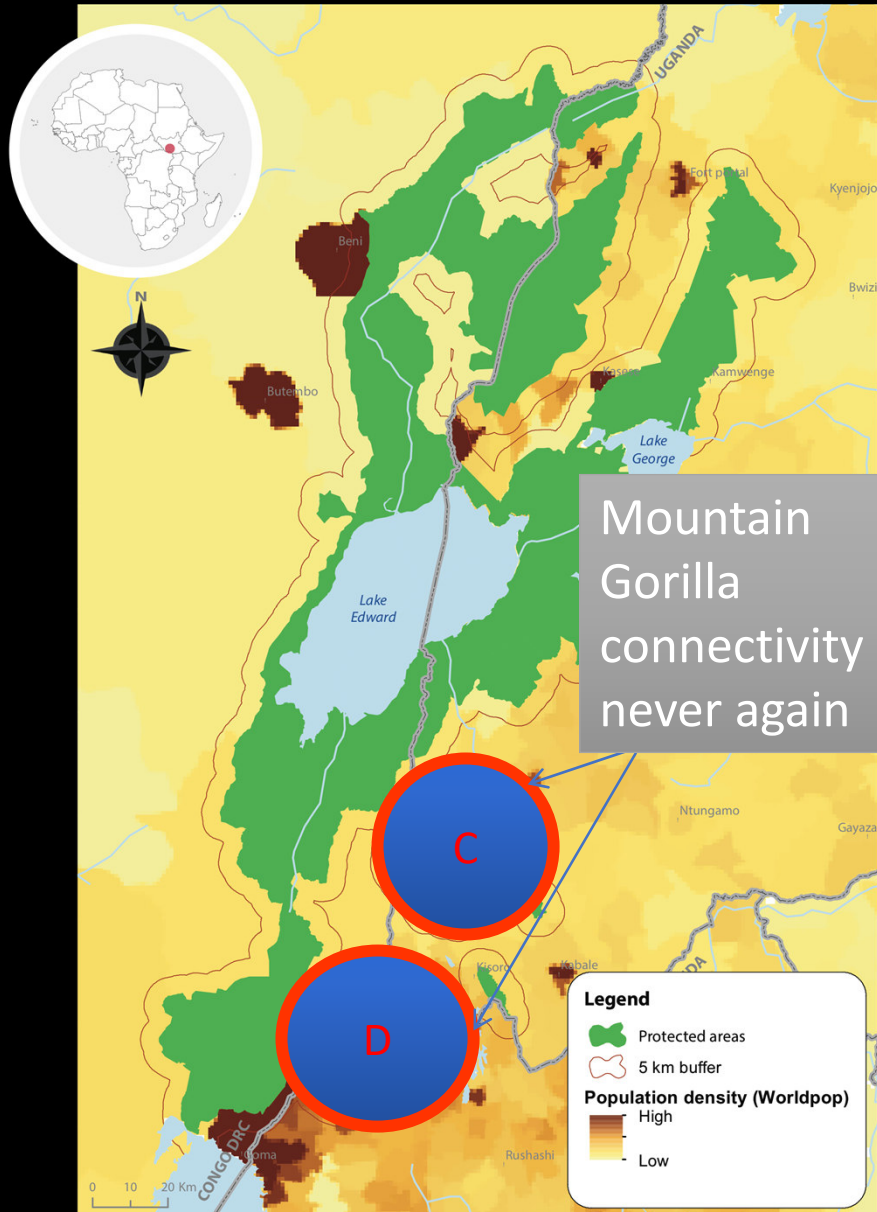 UGANDA
Fort portal
Kyenjojo
Beni
Bwizi
N
Kasese
Kamwenge
Butembo
Lake
George
Mountain
Gorilla
connectivity
never again
Lake
Edward
Ntungamo
Gayaza
C
Kisoro
Kabale
NDA
D
Legend
Protected areas
5 km buffer
Population density (Worldpop)
High
Low
CONGO DRC
Goma
Rushashi
0 10 20 Km